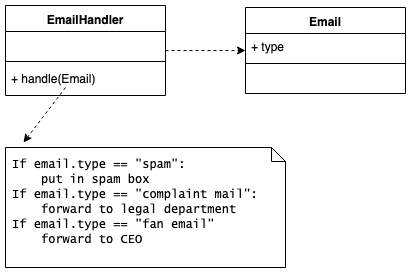 EmailHandler
+ handle(Email)
Email
+ type
If email.type == "spam":
    put in spam box
If email.type == "complaint mail":
    forward to legal department
If email.type == "fan email"
    forward to CEO